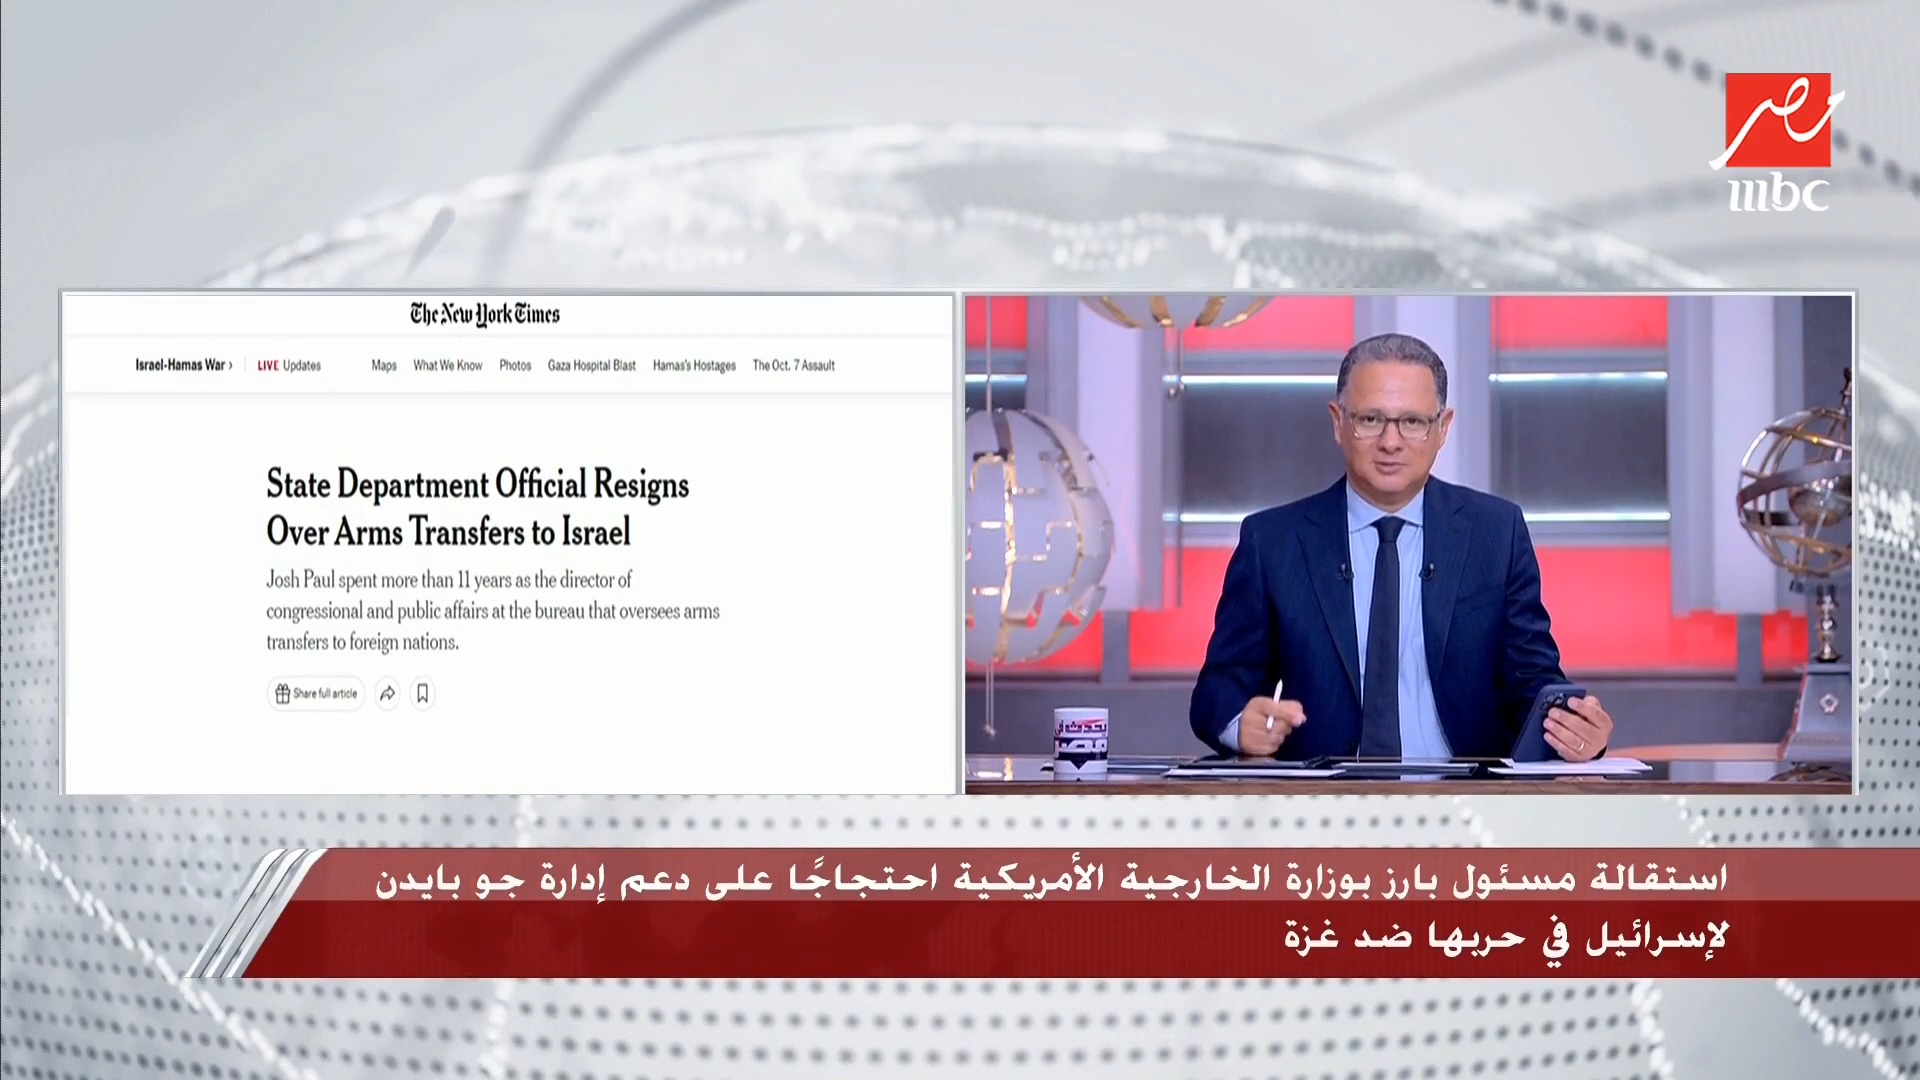 مصر
mbc
The New York Times
Israel-Hamas War › LIVE Updates Maps What We Know Photos Gaza Hospital Blast Hamas's Hostages The Oct. 7 Assault
State Department Official Resigns
Over Arms Transfers to Israel
Josh Paul spent more than 11 years as the director of
congressional and public affairs at the bureau that oversees arms
transfers to foreign nations.
Share full article
مصر
استقالة مسئول بارز بوزارة الخارجية الأمريكية احتجاجًا على دعم إدارة جو بايدن
لإسرائيل في حربها ضد غزة